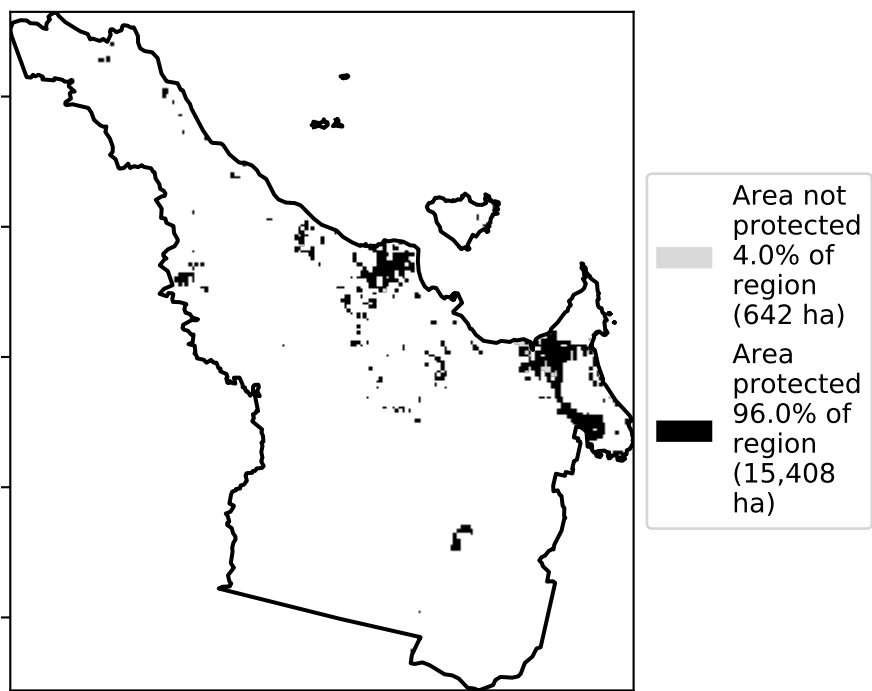 Area not
protected
4.0% of
region
(642 ha)
Area
protected
96.0% of
region
(15,408
ha)